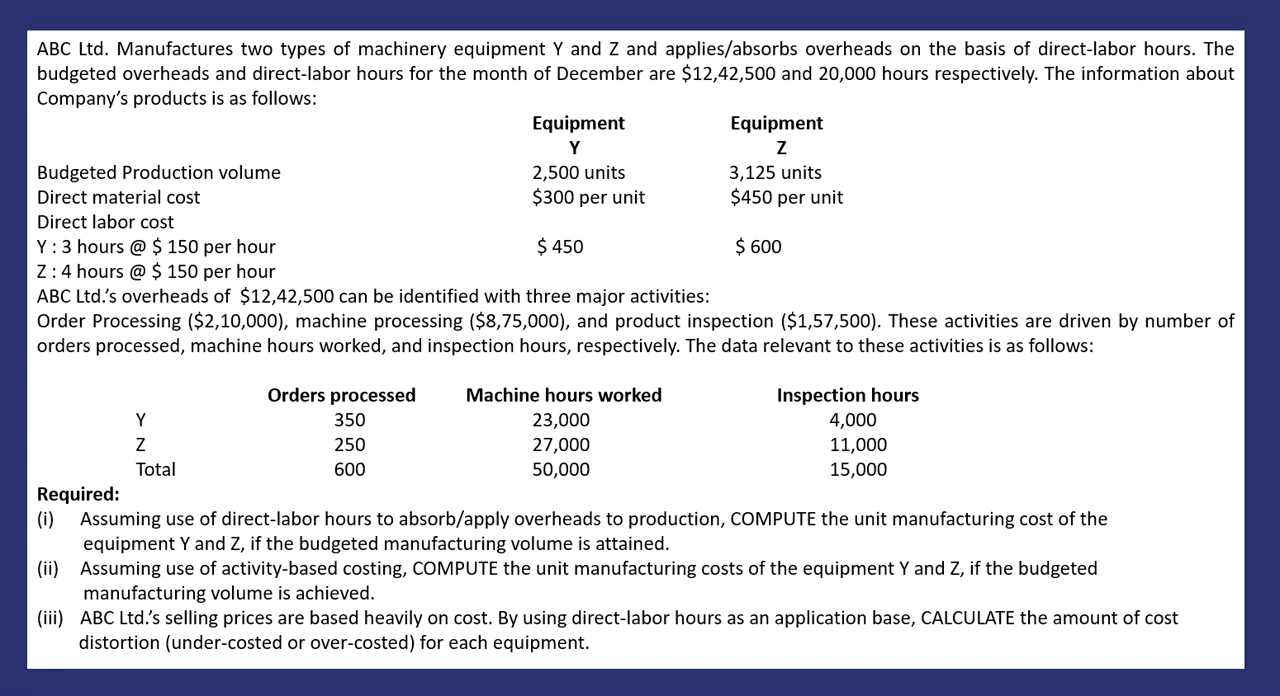 ABC Ltd. Manufactures two types of machinery equipment Y and Z and applies/absorbs overheads on the basis of direct-labor hours. The
budgeted overheads and direct-labor hours for the month of December are $12,42,500 and 20,000 hours respectively. The information about
Company’s products is as follows:
Equipment Equipment
Y Z
Budgeted Production volume 2,500 units 3,125 units
Direct material cost $300 per unit $450 per unit
Direct labor cost
Y : 3 hours @ $ 150 per hour $ 450 $ 600
Z : 4 hours @ $ 150 per hour
ABC Ltd.’s overheads of $12,42,500 can be identified with three major activities:
Order Processing ($2,10,000), machine processing ($8,75,000), and product inspection ($1,57,500). These activities are driven by number of
orders processed, machine hours worked, and inspection hours, respectively. The data relevant to these activities is as follows:
Orders processed Machine hours worked Inspection hours
Y 350 23,000 4,000
Z 250 27,000 11,000
Total 600 50,000 15,000
Required:
(i) Assuming use of direct-labor hours to absorb/apply overheads to production, COMPUTE the unit manufacturing cost of the
equipment Y and Z, if the budgeted manufacturing volume is attained.
(ii) Assuming use of activity-based costing, COMPUTE the unit manufacturing costs of the equipment Y and Z, if the budgeted
manufacturing volume is achieved.
(iii) ABC Ltd.’s selling prices are based heavily on cost. By using direct-labor hours as an application base, CALCULATE the amount of cost
distortion (under-costed or over-costed) for each equipment.